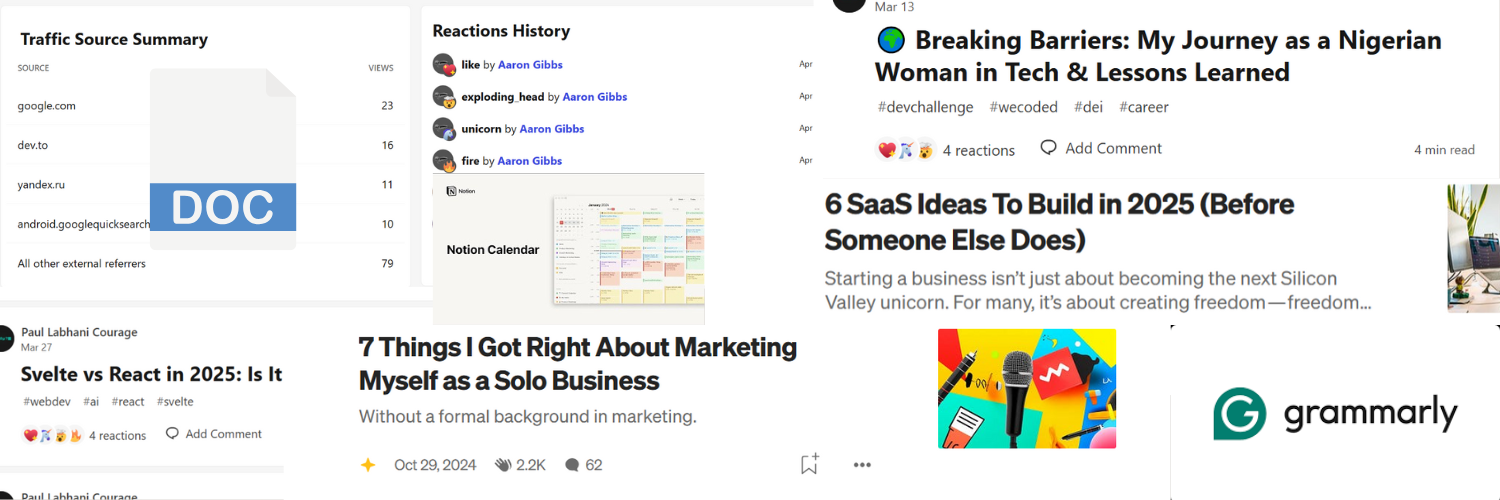 Traffic Source Summary
SOURCE VIEWS
google.com 23
dev.to 16
yandex.ru 11
android.googlequicksearch 10
All other external referrers 79
DOC
Reactions History
like by Aaron Gibbs Apr
exploding_head by Aaron Gibbs Apr
unicorn by Aaron Gibbs Apr
fire by Aaron Gibbs Apr
Notion
Notion Calendar
January 2025
Paul Labhani Courage
Mar 27
Svelte vs React in 2025: Is It
#webdev #ai #react #svelte
4 reactions Add Comment
Paul Labhani Courage
7 Things I Got Right About Marketing
Myself as a Solo Business
Without a formal background in marketing.
Oct 29, 2024 2.2K 62
Mar 13
Breaking Barriers: My Journey as a Nigerian
Woman in Tech & Lessons Learned
#devchallenge #wecoded #dei #career
4 reactions Add Comment 4 min read
6 SaaS Ideas To Build in 2025 (Before
Someone Else Does)
Starting a business isn’t just about becoming the next Silicon
Valley unicorn. For many, it’s about creating freedom — freedom...
grammarly